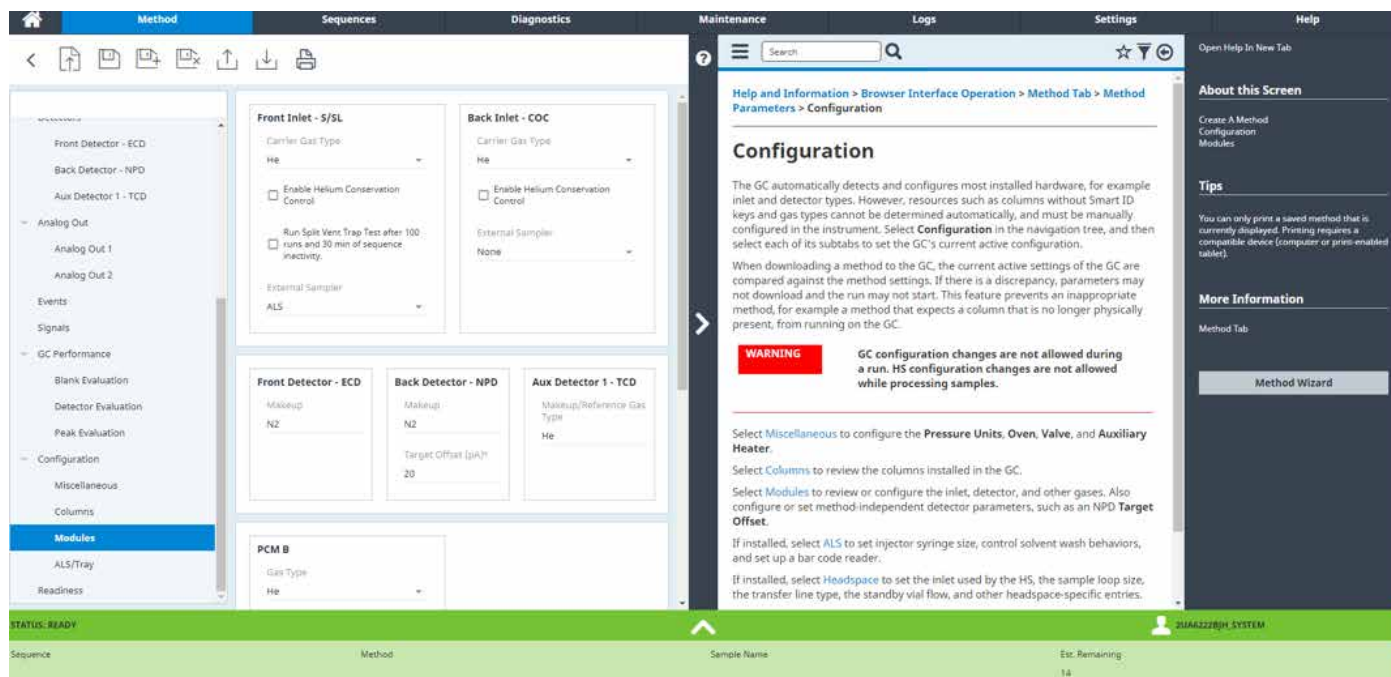 Method
Sequences
Diagnostics
Maintenance
Logs
Settings
Help
Detectors
Front Detector - ECD
Back Detector - NPD
Aux Detector 1 - TCD
Analog Out
Analog Out 1
Analog Out 2
Events
Signals
GC Performance
Blank Evaluation
Detector Evaluation
Peak Evaluation
Configuration
Miscellaneous
Columns
Modules
ALS/Tray
Readiness
Front Inlet - S/SL
Carrier Gas Type
He
Enable Helium Conservation
Control
Run Split Vent Trap Test after 100
runs and 30 min of sequence
inactivity.
External Sampler
ALS
Back Inlet - COC
Carrier Gas Type
He
Enable Helium Conservation
Control
External Sampler
None
Front Detector - ECD
Makeup
N2
Back Detector - NPD
Makeup
N2
Target Offset (pA)*
20
Aux Detector 1 - TCD
Makeup/Reference Gas
Type
He
PCM B
Gas Type
He
?
Search
Help and Information > Browser Interface Operation > Method Tab > Method
Parameters > Configuration
Configuration
The GC automatically detects and configures most installed hardware, for example
inlet and detector types. However, resources such as columns without Smart ID
keys and gas types cannot be determined automatically, and must be manually
configured in the instrument. Select Configuration in the navigation tree, and then
select each of its subtabs to set the GC's current active configuration.
When downloading a method to the GC, the current active settings of the GC are
compared against the method settings. If there is a discrepancy, parameters may
not download and the run may not start. This feature prevents an inappropriate
method, for example a method that expects a column that is no longer physically
present, from running on the GC.
WARNING
GC configuration changes are not allowed during
a run. HS configuration changes are not allowed
while processing samples.
Select Miscellaneous to configure the Pressure Units, Oven, Valve, and Auxiliary
Heater.
Select Columns to review the columns installed in the GC.
Select Modules to review or configure the inlet, detector, and other gases. Also
configure or set method-independent detector parameters, such as an NPD Target
Offset.
If installed, select ALS to set injector syringe size, control solvent wash behaviors,
and set up a bar code reader.
If installed, select Headspace to set the inlet used by the HS, the sample loop size,
the transfer line type, the standby vial flow, and other headspace-specific entries.
Open Help In New Tab
About this Screen
Create A Method
Configuration
Modules
Tips
You can only print a saved method that is
currently displayed. Printing requires a
compatible device (computer or print-enabled
tablet).
More Information
Method Tab
Method Wizard
STATUS: READY
Sequence
Method
Sample Name
Est. Remaining
14